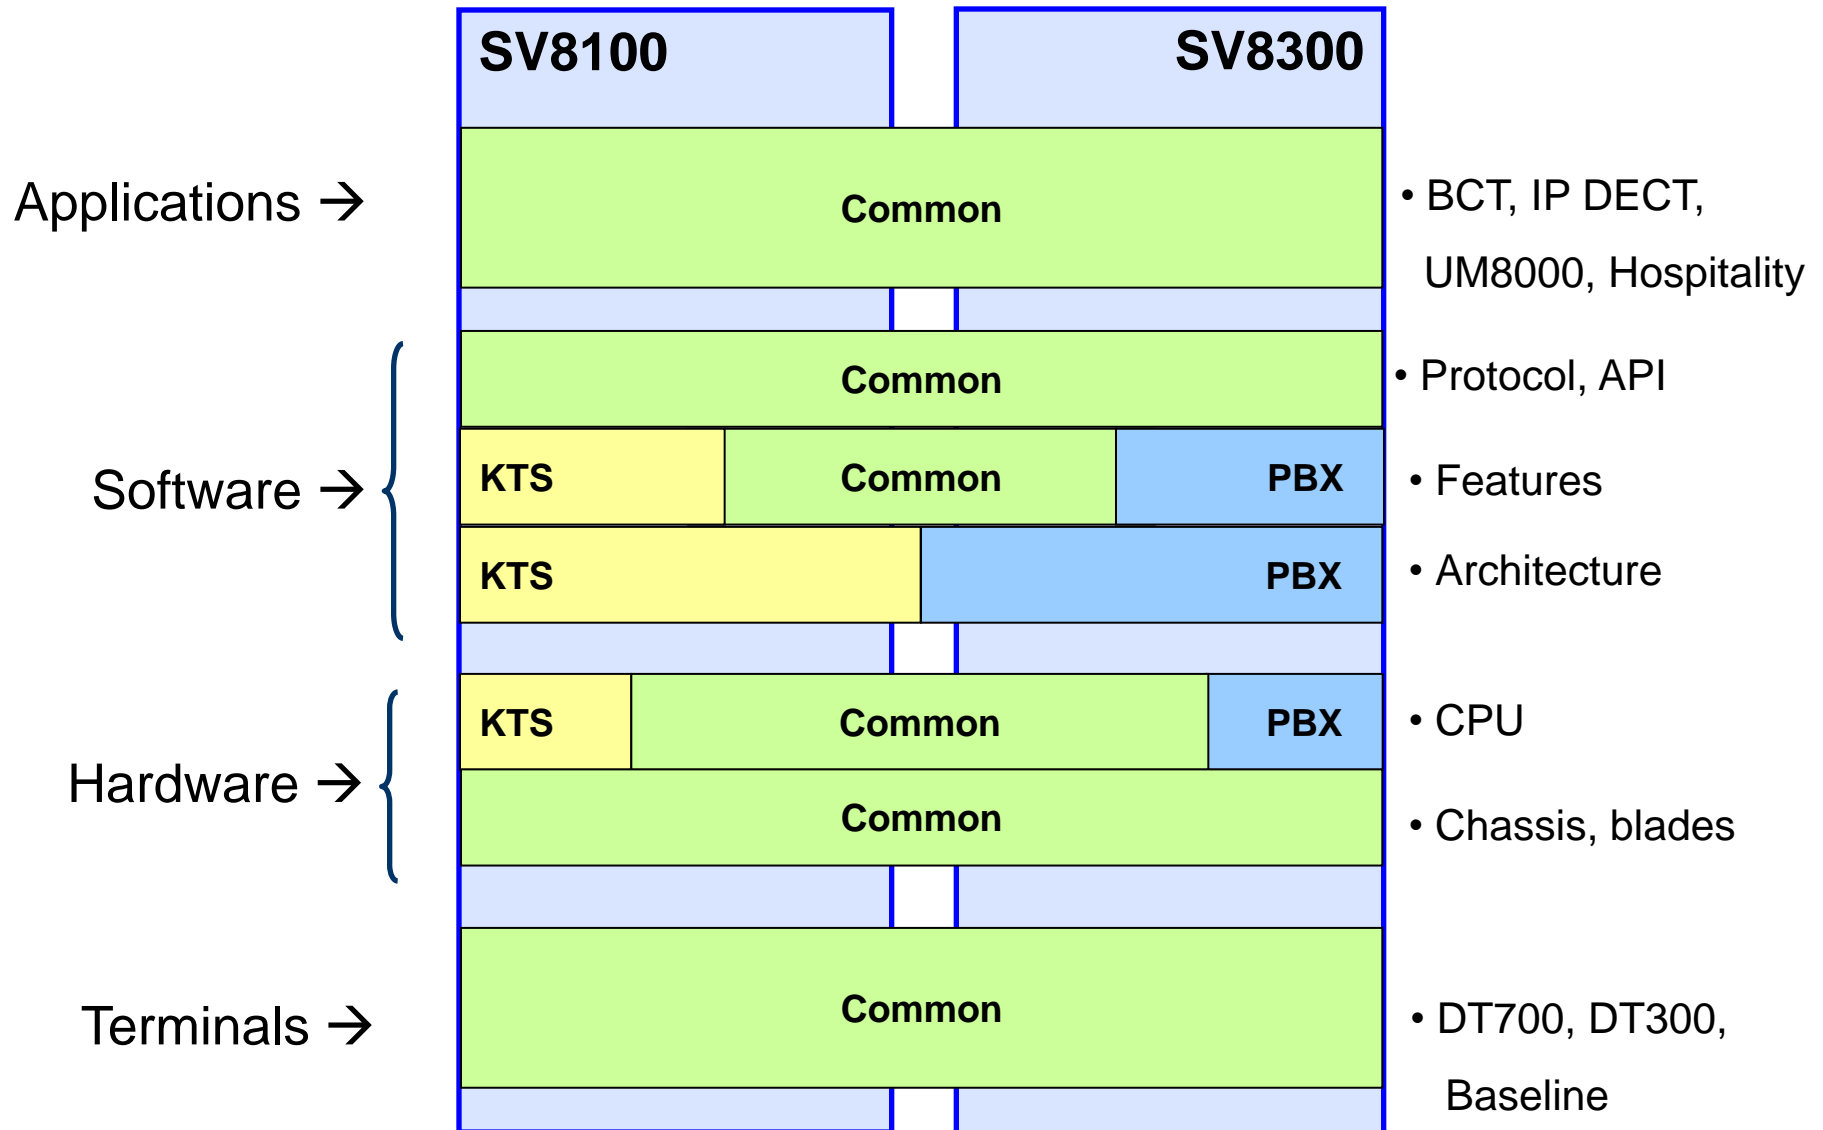 SV8100 SV8300
Applications → Common • BCT, IP DECT,
UM8000, Hospitality
Common • Protocol, API
Software → KTS Common PBX • Features
KTS PBX • Architecture
KTS Common PBX • CPU
Hardware → Common • Chassis, blades
Terminals → Common • DT700, DT300,
Baseline